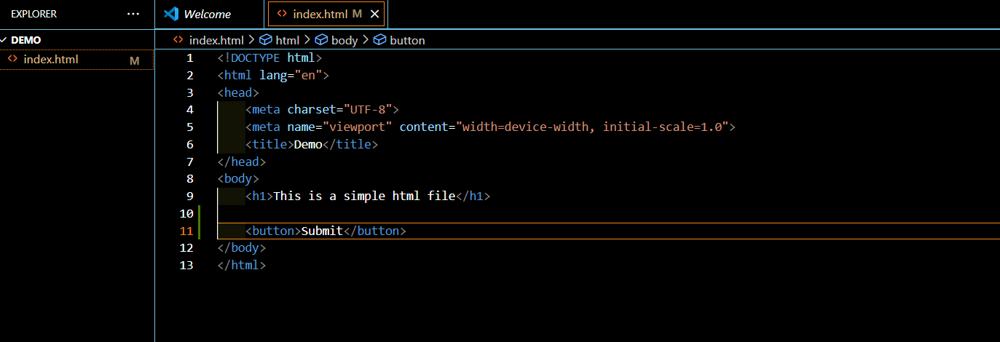 EXPLORER ···
DEMO
index.html M
Welcome
index.html M
index.html > html > body > button
1 <!DOCTYPE html>
2 <html lang="en">
3 <head>
4     <meta charset="UTF-8">
5     <meta name="viewport" content="width=device-width, initial-scale=1.0">
6     <title>Demo</title>
7 </head>
8 <body>
9     <h1>This is a simple html file</h1>
10
11     <button>Submit</button>
12 </body>
13 </html>